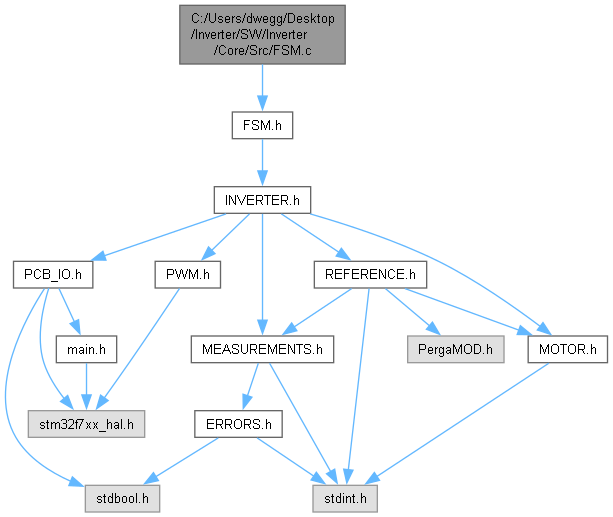 C:/Users/dwegg/Desktop
/Inverter/SW/Inverter
/Core/Src/FSM.c
FSM.h
INVERTER.h
PCB_IO.h
PWM.h
REFERENCE.h
main.h
MEASUREMENTS.h
PergaMOD.h
MOTOR.h
stm32f7xx_hal.h
ERRORS.h
stdbool.h
stdint.h